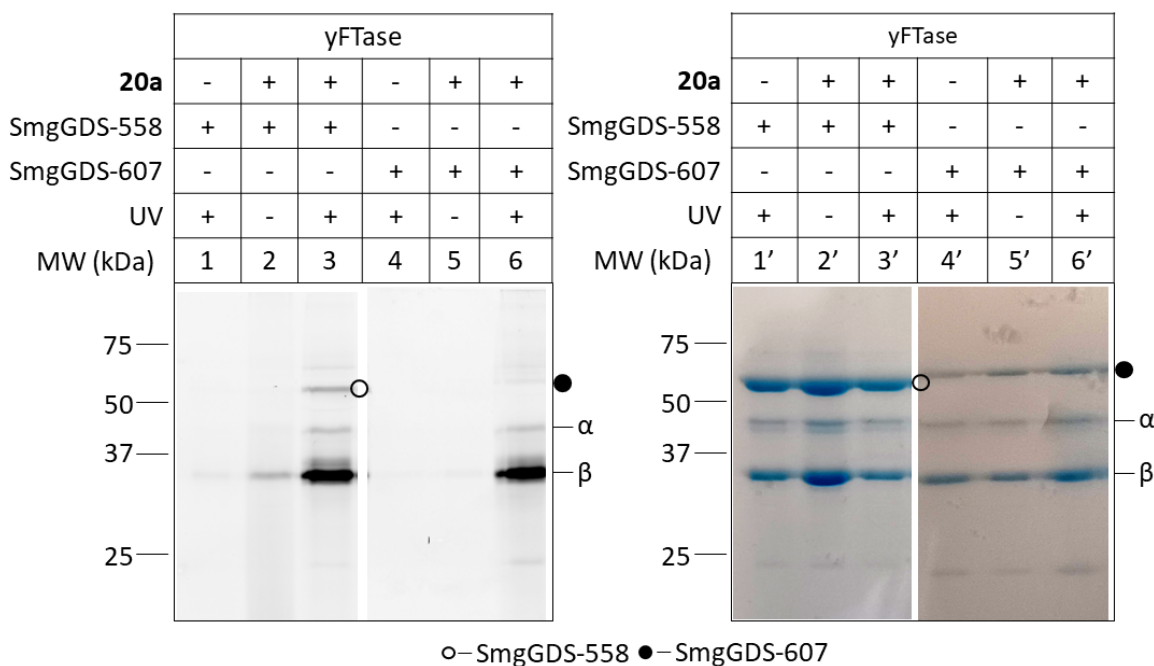 yFTase
20a - + + - + +
SmgGDS-558 + + + - - -
SmgGDS-607 - - - + + +
UV + - + + - +
MW (kDa) 1 2 3 4 5 6
75
50
37
25
α
β
yFTase
20a - + + - + +
SmgGDS-558 + + + - - -
SmgGDS-607 - - - + + +
UV + - + + - +
MW (kDa) 1’ 2’ 3’ 4’ 5’ 6’
75
50
37
25
α
β
SmgGDS-558 SmgGDS-607